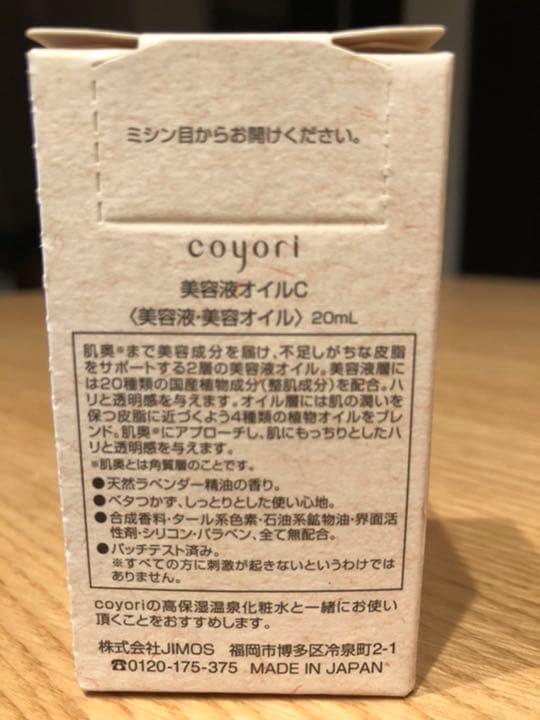 ミシン目からお開けください。
coyori
美容液オイルC
〈美容液・美容オイル〉20mL
肌奥※まで美容成分を届け、不足しがちな皮脂
をサポートする2層の美容液オイル。美容液層に
は20種類の国産植物成分(整肌成分)を配合。ハ
リと透明感を与えます。オイル層には肌の潤いを
保つ皮脂に近づくよう4種類の植物オイルをブレ
ンド。肌奥※にアプローチし、肌にもっちりとしたハ
リと透明感を与えます。
※肌奥とは角質層のことです。
●天然ラベンダー精油の香り。
●ベタつかず、しっとりとした使い心地。
●合成香料・タール系色素・石油系鉱物油・界面活
性剤・シリコン・パラベン、全て無配合。
●パッチテスト済み。
※すべての方に刺激が起きないというわけでは
ありません。
coyoriの高保湿温泉化粧水と一緒にお使い
頂くことをおすすめします。
株式会社JIMOS 福岡市博多区冷泉町2-1
☎0120-175-375 MADE IN JAPAN